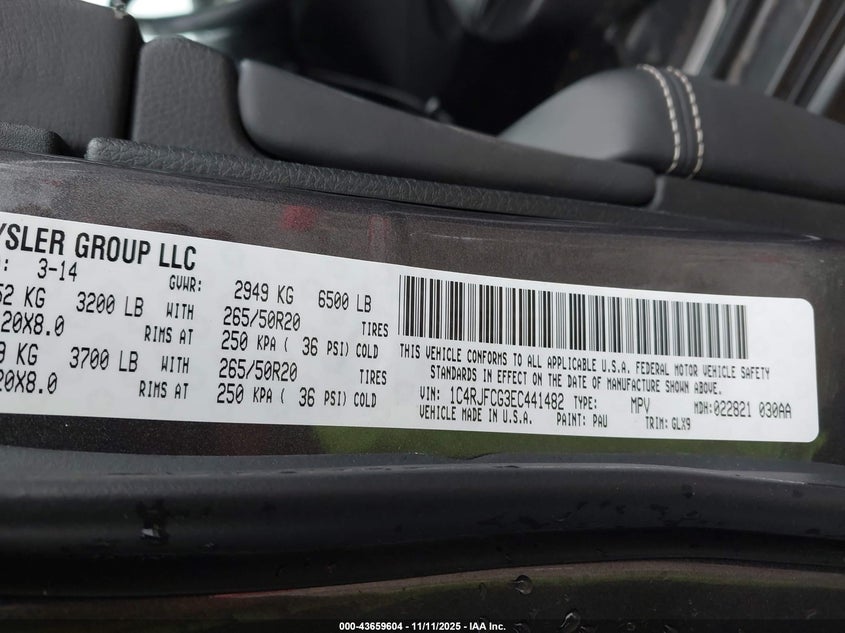 SLER GROUP LLC
3-14 GVWR: 2949 KG 6500 LB
52 KG 3200 LB WITH 265/50R20 TIRES
20X8.0 RIMS AT 250 KPA ( 36 PSI) COLD
KG 3700 LB WITH 265/50R20 TIRES
20X8.0 RIMS AT 250 KPA ( 36 PSI) COLD
THIS VEHICLE CONFORMS TO ALL APPLICABLE U.S.A. FEDERAL MOTOR VEHICLE SAFETY
STANDARDS IN EFFECT ON THE DATE OF MANUFACTURE SHOWN ABOVE.
VIN: 1C4RJFCG3EC441482 TYPE: MPV MDH:022821 030AA
VEHICLE MADE IN U.S.A. PAINT: PAU TRIM: GLX9
000-43659604 - 11/11/2025 - IAA Inc.